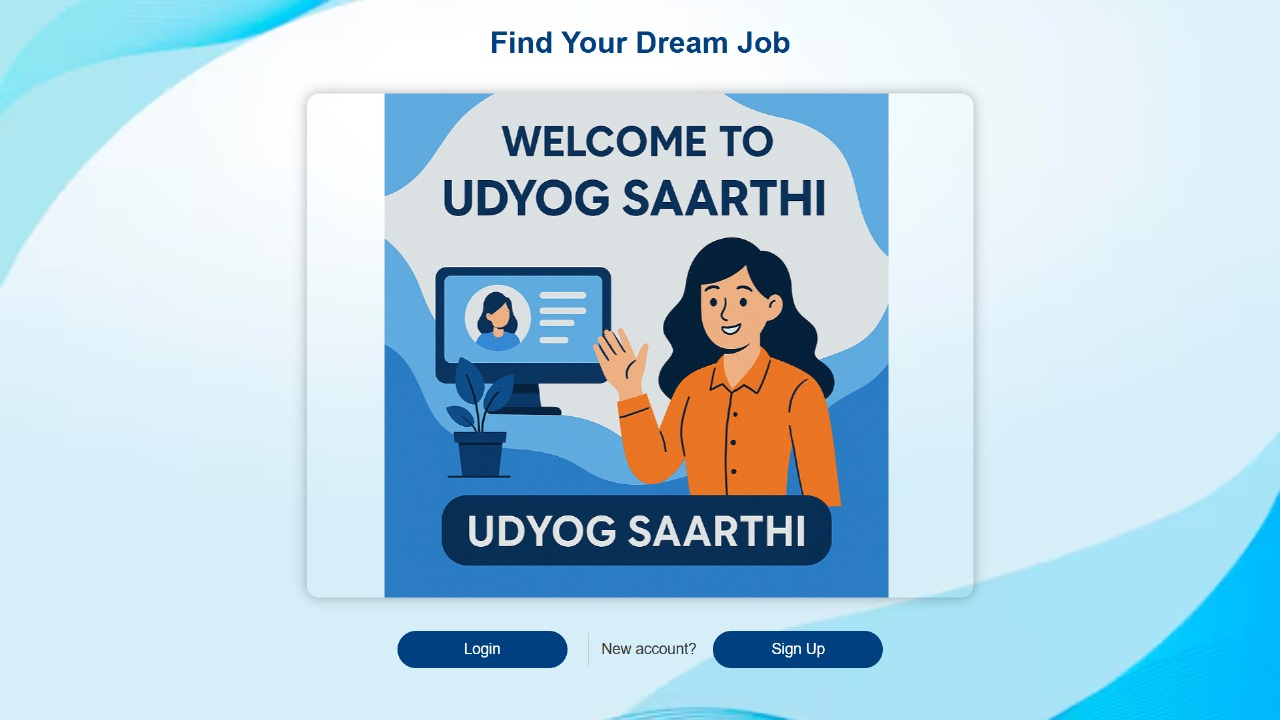 Find Your Dream Job
WELCOME TO
UDYOG SAARTHI
UDYOG SAARTHI
Login
New account?
Sign Up